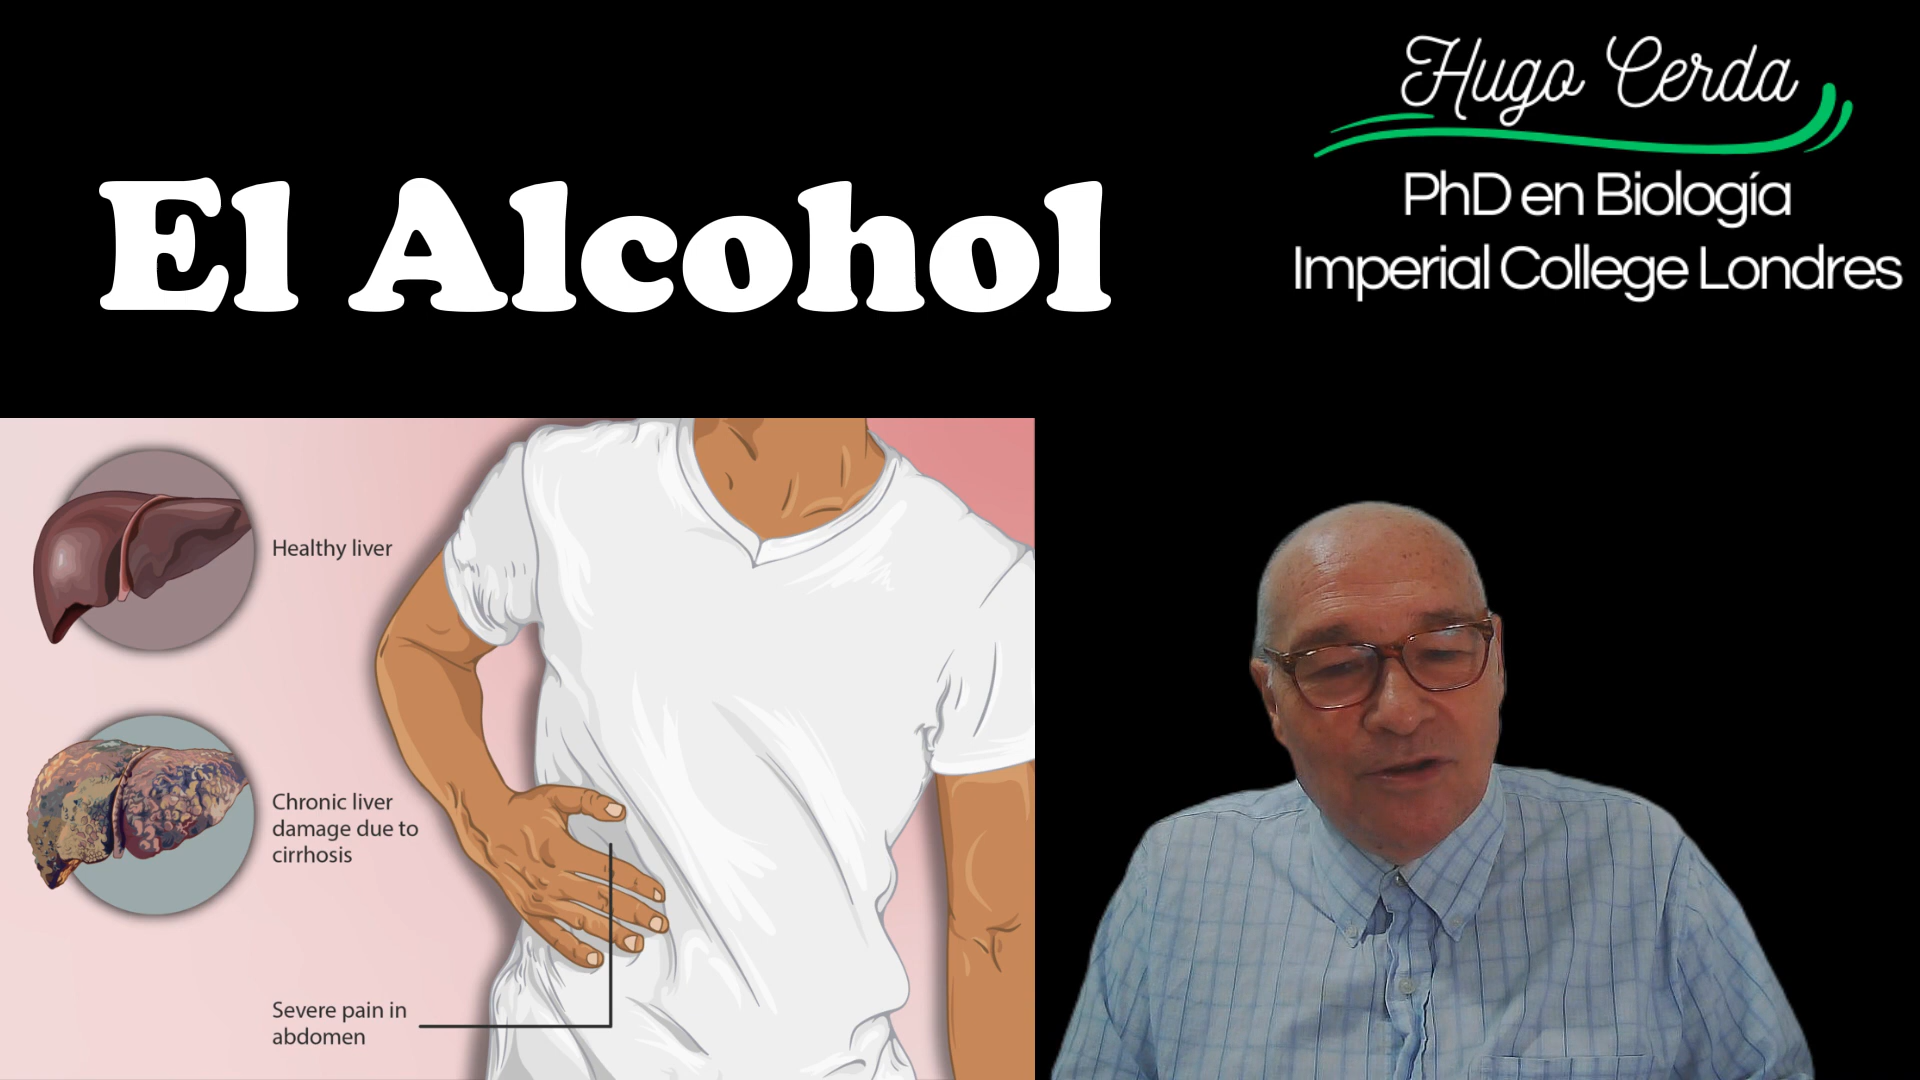 El Alcohol
Hugo Cerda
PhD en Biología
Imperial College Londres
Healthy liver
Chronic liver
damage due to
cirrhosis
Severe pain in
abdomen